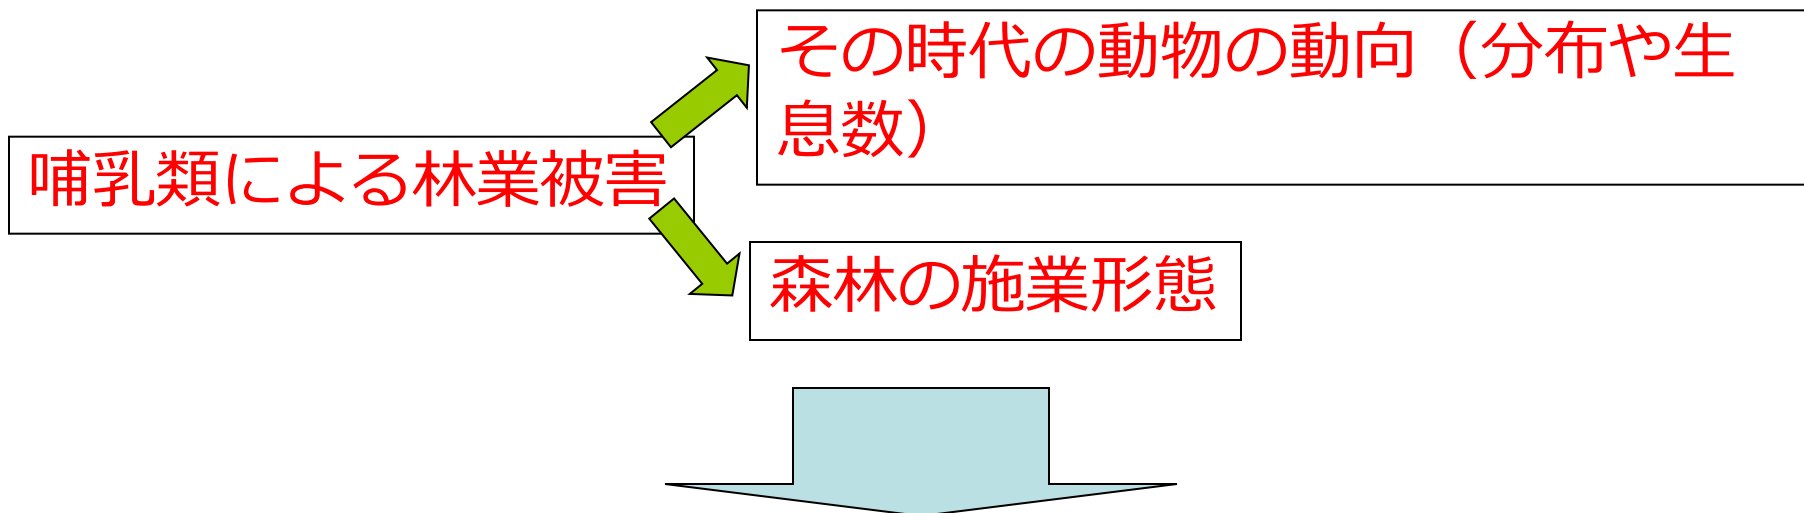 その時代の動物の動向（分布や生
息数）
哺乳類による林業被害
森林の施業形態